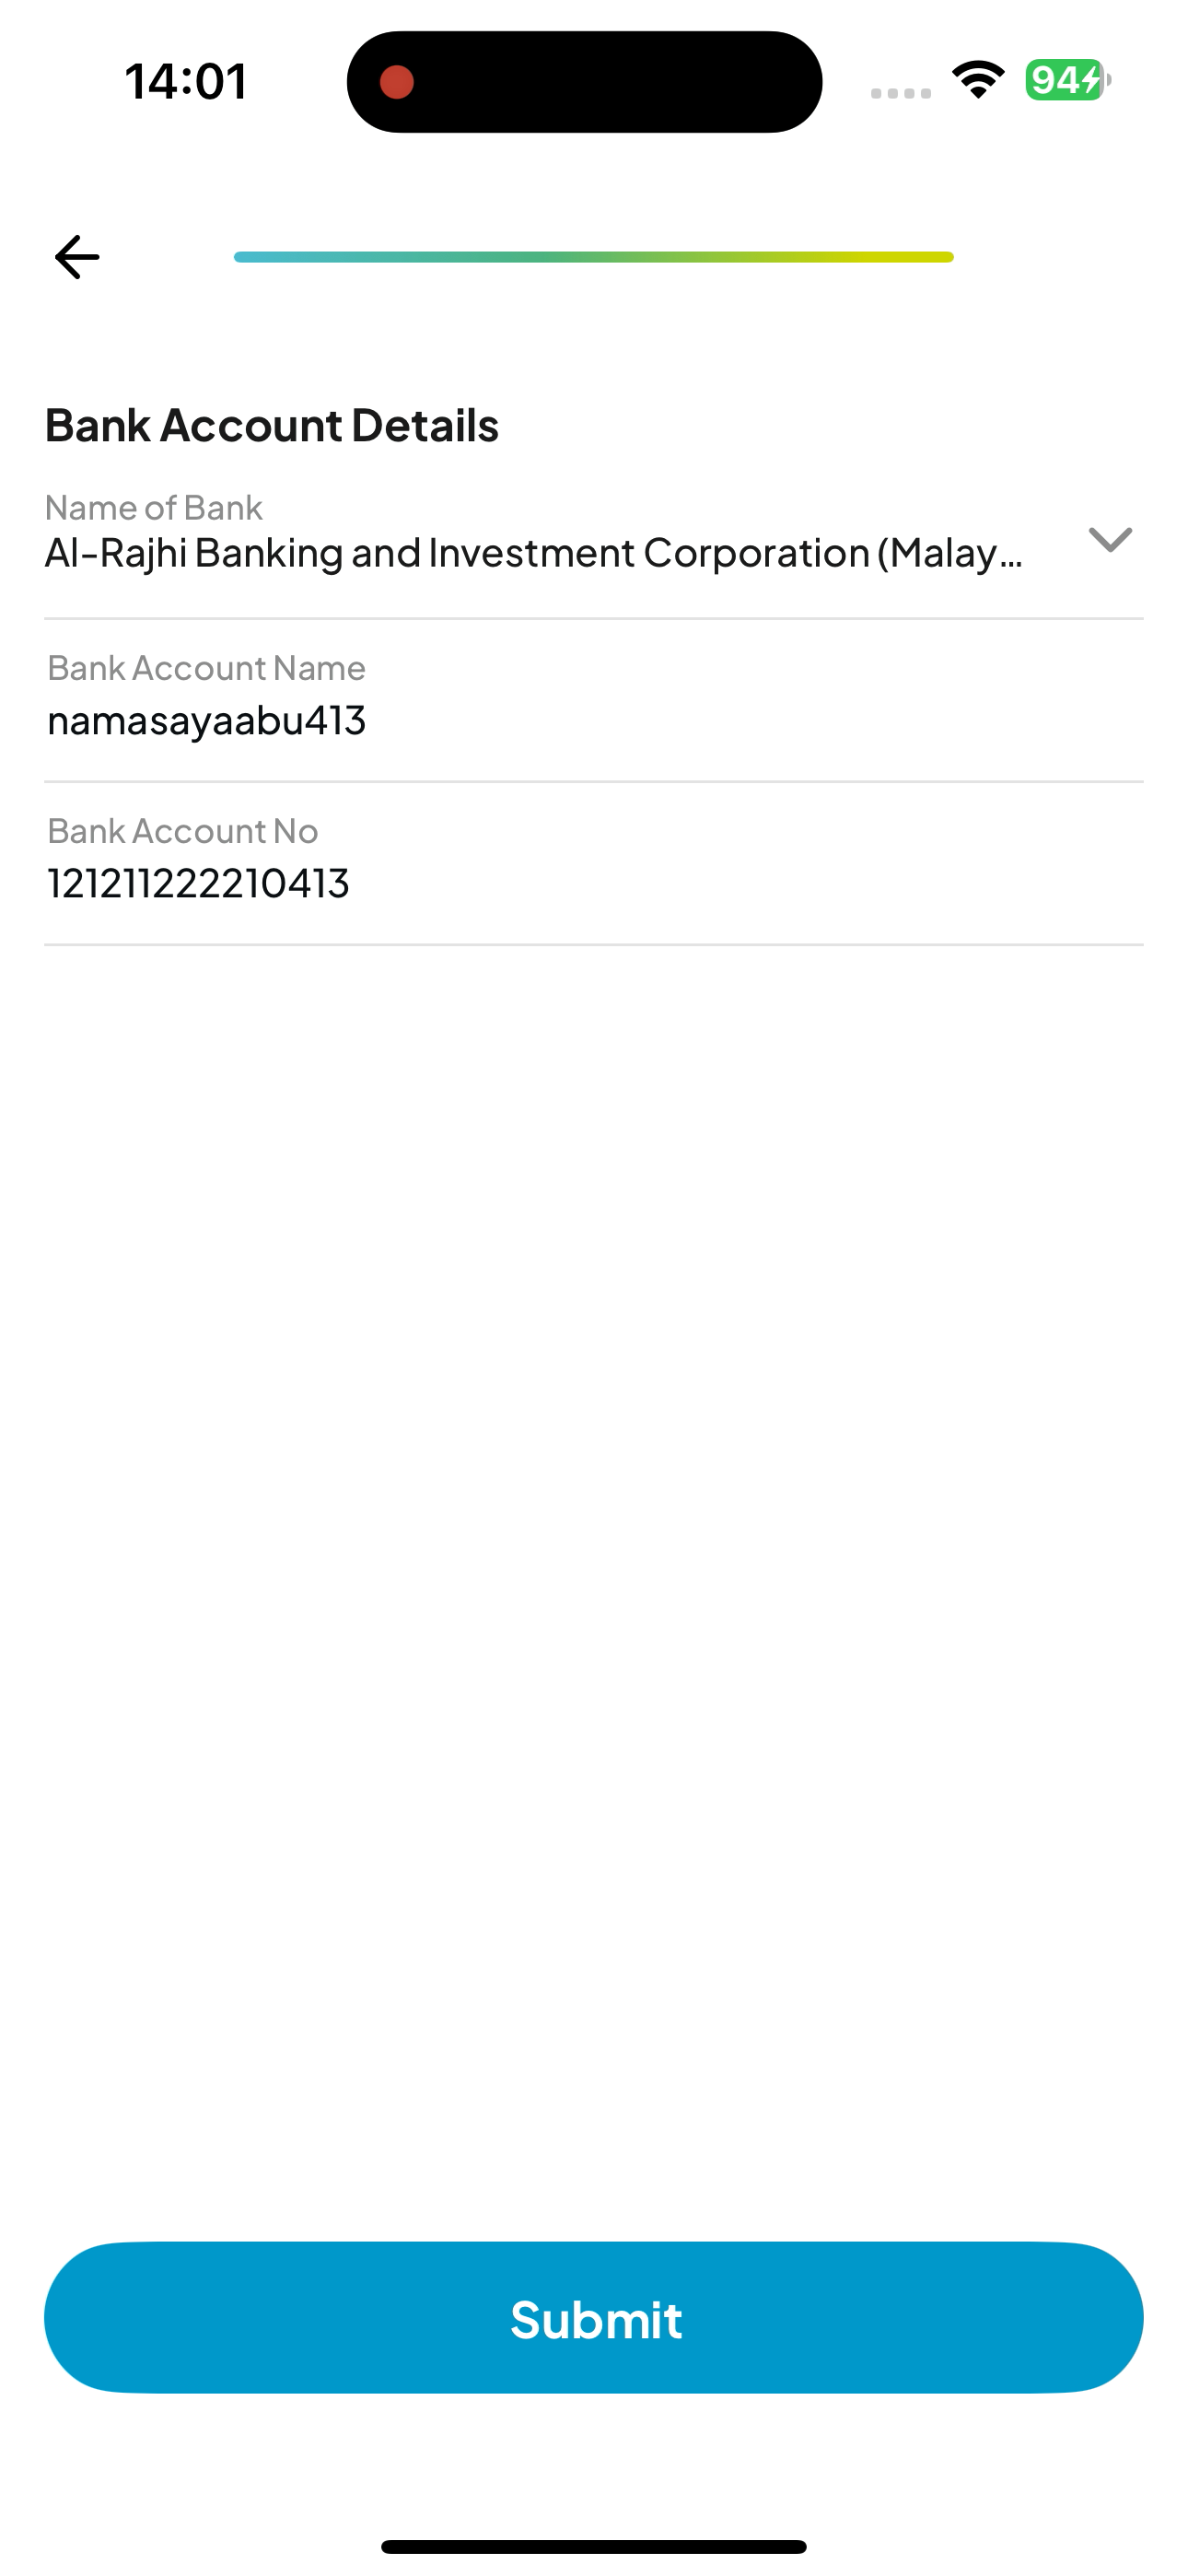 14:01
94
Bank Account Details
Name of Bank
Al-Rajhi Banking and Investment Corporation (Malay...
Bank Account Name
namasayaabu413
Bank Account No
121211222210413
Submit